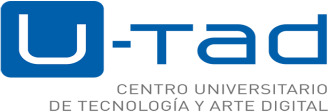 U-tad
CENTRO UNIVERSITARIO
DE TECNOLOGÍA Y ARTE DIGITAL